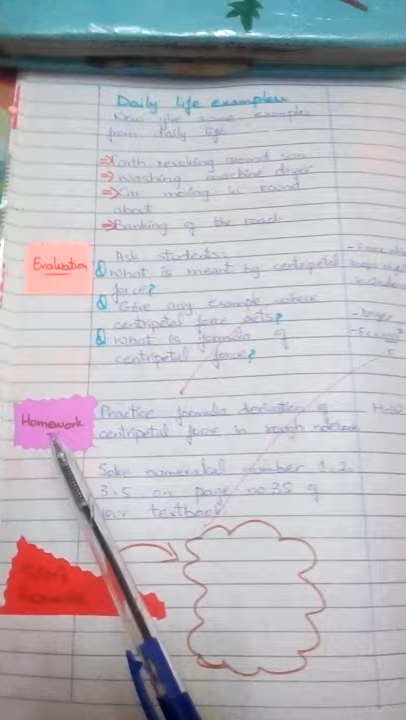 Daily life examples
Now give some examples
from daily life
⇒Earth revolving around sun
⇒Washing machine dryer
⇒Car moving in round
about
⇒Banking of the road
Evaluation
Ask students:
Q What is meant by centripetal
force?
Q Give any example where
centripetal force acts?
Q What is formula of
centripetal force?
- Dryer
Homework
Practice formula derivation of
centripetal force in rough notebook
Solve numerical number 1, 2,
3, 5 on page no 35 of
your textbook